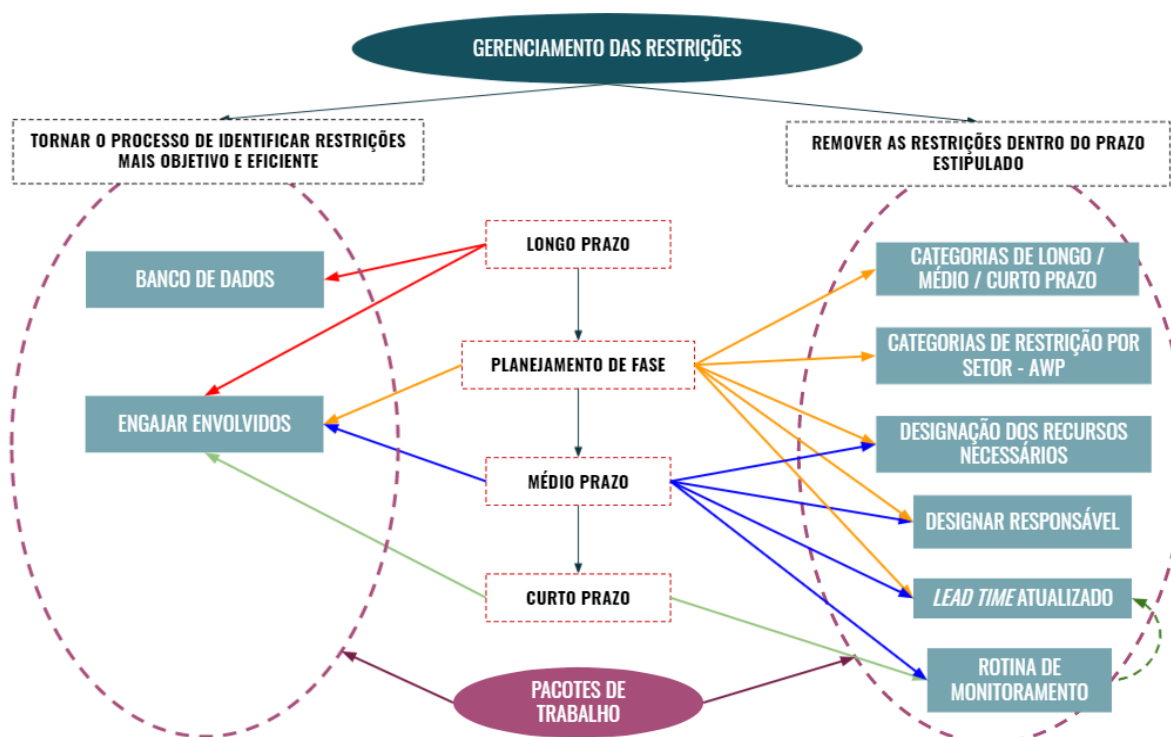 GERENCIAMENTO DAS RESTRIÇÕES
TORNAR O PROCESSO DE IDENTIFICAR RESTRIÇÕES
MAIS OBJETIVO E EFICIENTE
REMOVER AS RESTRIÇÕES DENTRO DO PRAZO
ESTIPULADO
LONGO PRAZO
BANCO DE DADOS
CATEGORIAS DE LONGO /
MÉDIO / CURTO PRAZO
PLANEJAMENTO DE FASE
CATEGORIAS DE RESTRIÇÃO POR
SETOR - AWP
ENGAJAR ENVOLVIDOS
DESIGNAÇÃO DOS RECURSOS
NECESSÁRIOS
MÉDIO PRAZO
DESIGNAR RESPONSÁVEL
CURTO PRAZO
LEAD TIME ATUALIZADO
ROTINA DE
MONITORAMENTO
PACOTES DE
TRABALHO